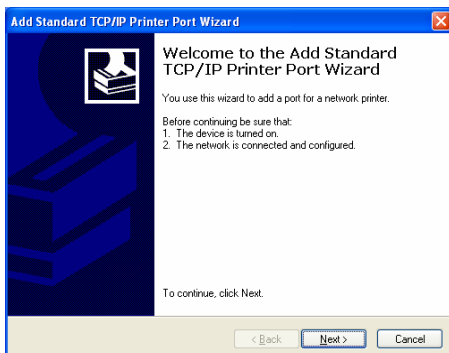 Add Standard TCP/IP Printer Port Wizard
Welcome to the Add Standard
TCP/IP Printer Port Wizard
You use this wizard to add a port for a network printer.
Before continuing be sure that:
1. The device is turned on.
2. The network is connected and configured.
To continue, click Next.
< Back Next > Cancel